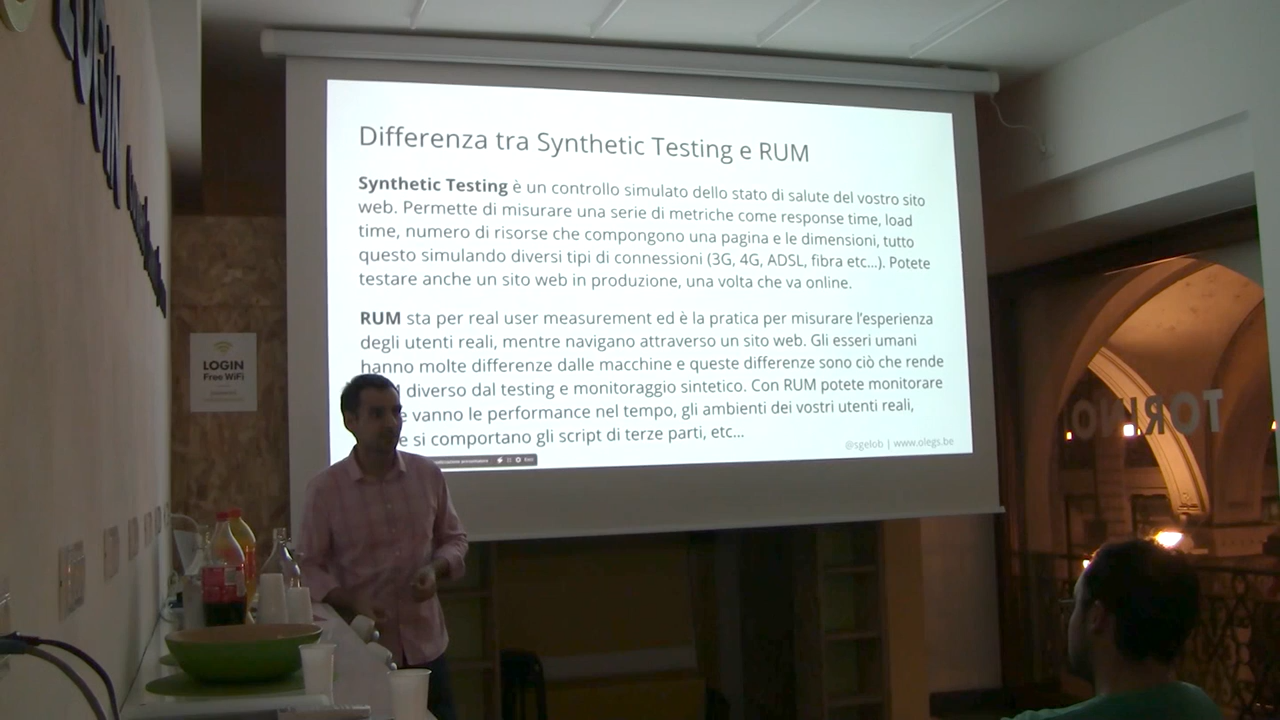 LOGIN
Differenza tra Synthetic Testing e RUM
Synthetic Testing è un controllo simulato dello stato di salute del vostro sito
web. Permette di misurare una serie di metriche come response time, load
time, numero di risorse che compongono una pagina e le dimensioni, tutto
questo simulando diversi tipi di connessioni (3G, 4G, ADSL, fibra etc...). Potete
testare anche un sito web in produzione, una volta che va online.
RUM sta per real user measurement ed è la pratica per misurare l'esperienza
degli utenti reali, mentre navigano attraverso un sito web. Gli esseri umani
hanno molte differenze dalle macchine e queste differenze sono ciò che rende
diverso dal testing e monitoraggio sintetico. Con RUM potete monitorare
e vanno le performance nel tempo, gli ambienti dei vostri utenti reali,
e si comportano gli script di terze parti, etc...
@sgelob | www.olegs.be
LOGIN
Free WiFi
TORINO